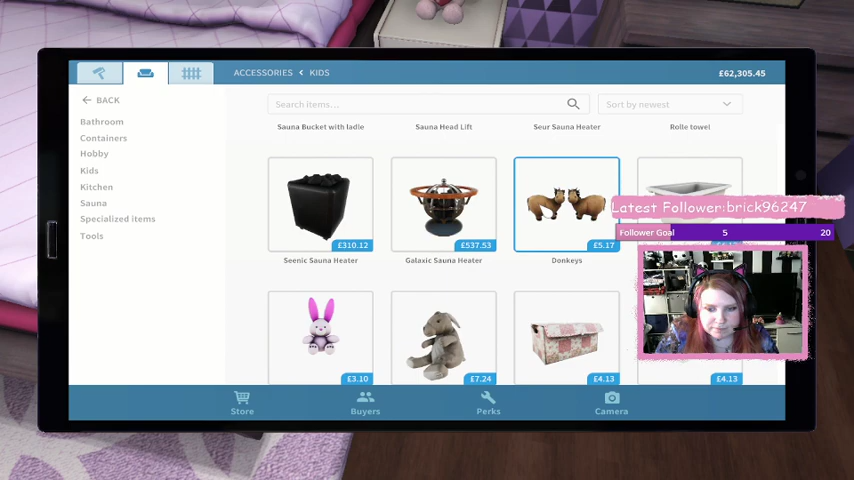 ACCESSORIES < KIDS
£62,305.45
BACK
Search items...
Sort by newest
Bathroom
Containers
Hobby
Kids
Kitchen
Sauna
Specialized items
Tools
Sauna Bucket with ladle
Sauna Head Lift
Seur Sauna Heater
Rolle towel
£310.12
£537.53
£5.17
Seenic Sauna Heater
Galaxic Sauna Heater
Donkeys
Latest Follower:brick96247
Follower Goal 5 20
£3.10
£7.24
£4.13
£4.13
Store
Buyers
Perks
Camera